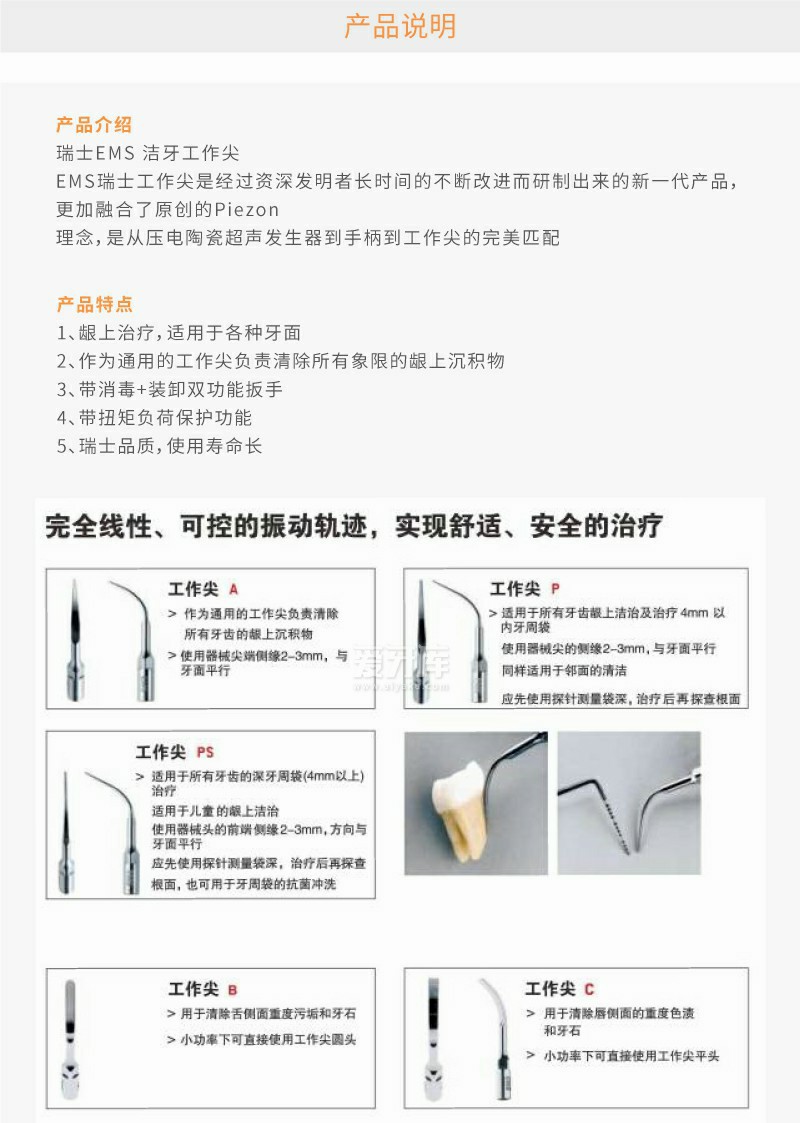 产品说明
产品介绍
瑞士EMS 洁牙工作尖
EMS瑞士工作尖是经过资深发明者长时间的不断改进而研制出来的新一代产品，
更加融合了原创的Piezon
理念，是从压电陶瓷超声发生器到手柄到工作尖的完美匹配
产品特点
1、龈上治疗，适用于各种牙面
2、作为通用的工作尖负责清除所有象限的龈上沉积物
3、带消毒+装卸双功能扳手
4、带扭矩负荷保护功能
5、瑞士品质，使用寿命长
完全线性、可控的振动轨迹，实现舒适、安全的治疗
工作尖 A
> 作为通用的工作尖负责清除
所有牙齿的龈上沉积物
> 使用器械尖端侧缘2-3mm，与
牙面平行
工作尖 P
> 适用于所有牙齿龈上洁治及治疗 4mm 以
内牙周袋
使用器械尖的侧缘2-3mm，与牙面平行
同样适用于邻面的清洁
应先使用探针测量袋深，治疗后再探查根面
爱牙库
工作尖 PS
> 适用于所有牙齿的深牙周袋(4mm以上)
治疗
适用于儿童的龈上洁治
使用器械头的前端侧缘2-3mm，方向与
牙面平行
应先使用探针测量袋深，治疗后再探查
根面，也可用于牙周袋的抗菌冲洗
工作尖 B
> 用于清除舌侧面重度污垢和牙石
> 小功率下可直接使用工作尖圆头
工作尖 C
> 用于清除唇侧面的重度色渍
和牙石
> 小功率下可直接使用工作尖平头